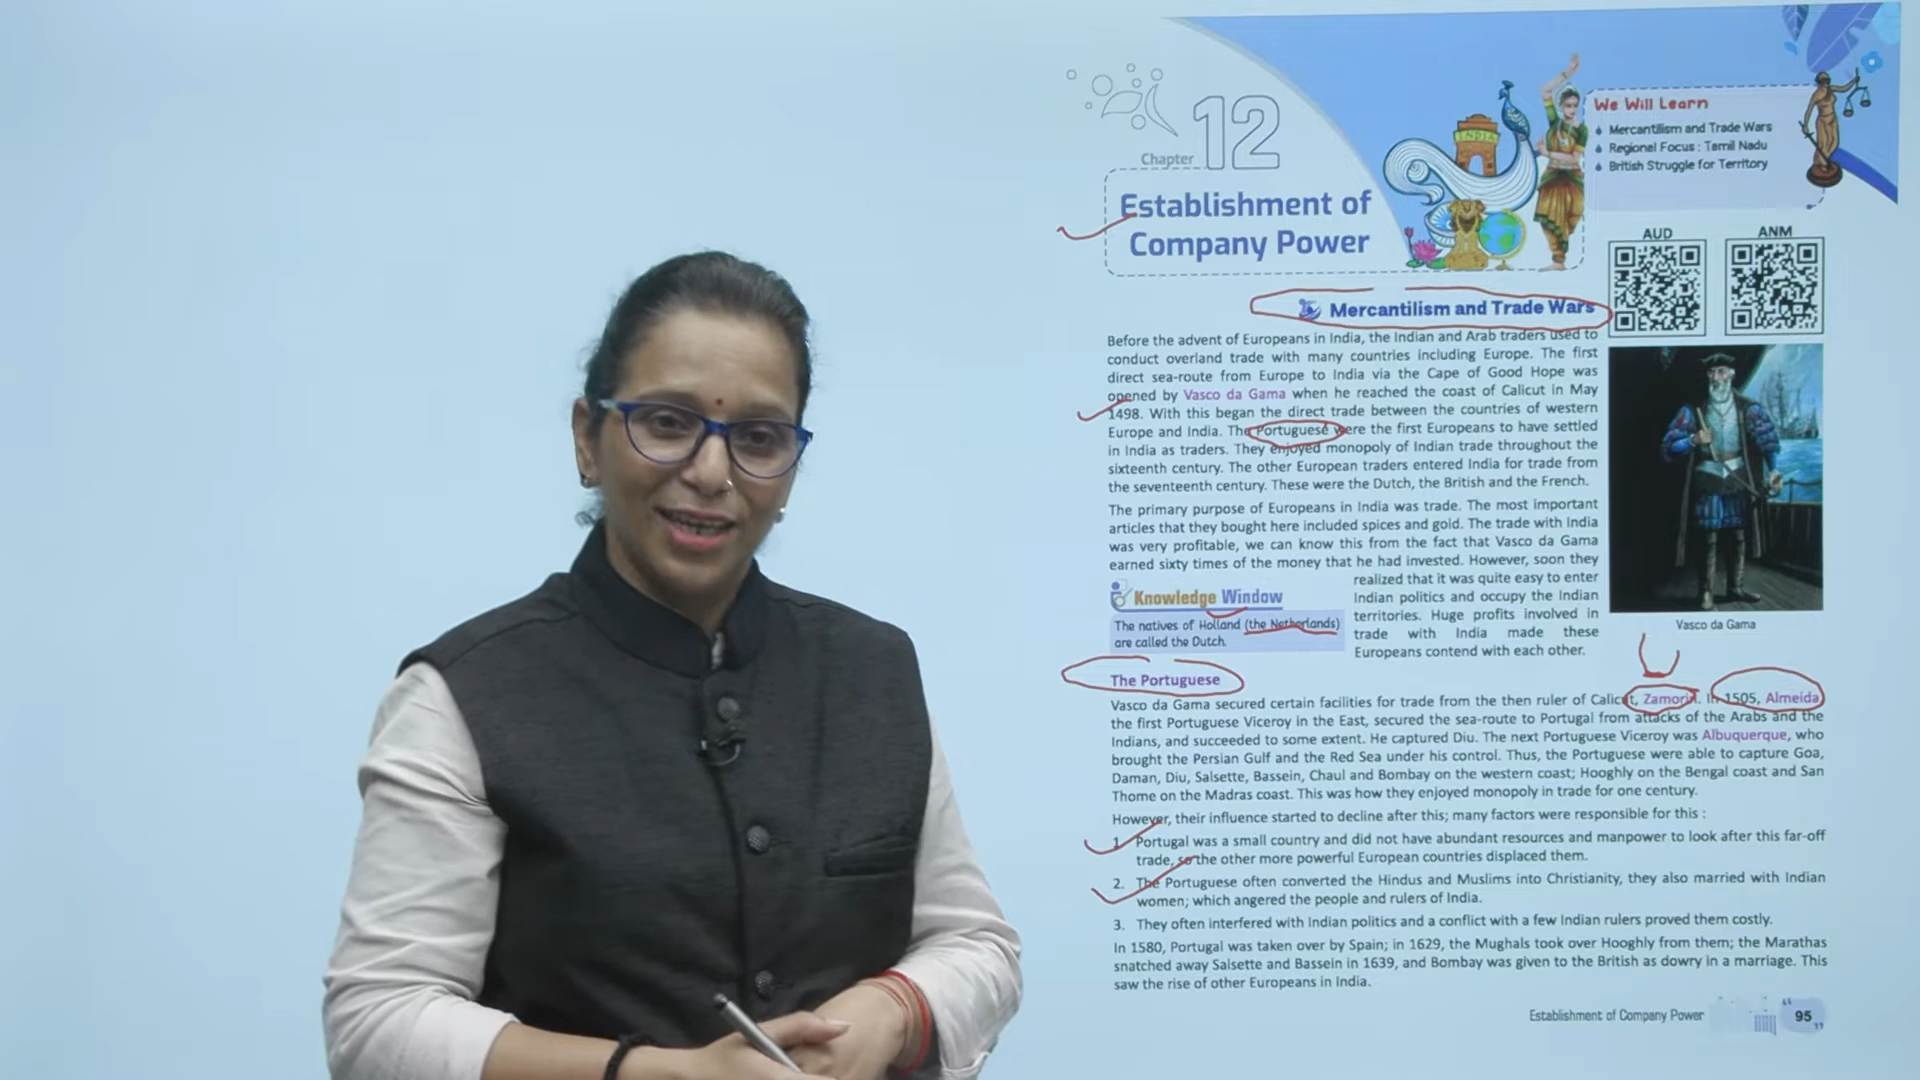 Chapter 12
Establishment of
Company Power
We Will Learn
Mercantilism and Trade Wars
Regional Focus : Tamil Nadu
British Struggle for Territory
INDIA
AUD
ANM
Mercantilism and Trade Wars
Before the advent of Europeans in India, the Indian and Arab traders used to
conduct overland trade with many countries including Europe. The first
direct sea-route from Europe to India via the Cape of Good Hope was
opened by Vasco da Gama when he reached the coast of Calicut in May
1498. With this began the direct trade between the countries of western
Europe and India. The Portuguese were the first Europeans to have settled
in India as traders. They enjoyed monopoly of Indian trade throughout the
sixteenth century. The other European traders entered India for trade from
the seventeenth century. These were the Dutch, the British and the French.
The primary purpose of Europeans in India was trade. The most important
articles that they bought here included spices and gold. The trade with India
was very profitable, we can know this from the fact that Vasco da Gama
earned sixty times of the money that he had invested. However, soon they
realized that it was quite easy to enter
Indian politics and occupy the Indian
territories. Huge profits involved in
trade with India made these
Europeans contend with each other.
Knowledge Window
The natives of Holland (the Netherlands)
are called the Dutch.
Vasco da Gama
The Portuguese
Vasco da Gama secured certain facilities for trade from the then ruler of Calicut, Zamorin. In 1505, Almeida
the first Portuguese Viceroy in the East, secured the sea-route to Portugal from attacks of the Arabs and the
Indians, and succeeded to some extent. He captured Diu. The next Portuguese Viceroy was Albuquerque, who
brought the Persian Gulf and the Red Sea under his control. Thus, the Portuguese were able to capture Goa,
Daman, Diu, Salsette, Bassein, Chaul and Bombay on the western coast; Hooghly on the Bengal coast and San
Thome on the Madras coast. This was how they enjoyed monopoly in trade for one century.
However, their influence started to decline after this; many factors were responsible for this :
1. Portugal was a small country and did not have abundant resources and manpower to look after this far-off
trade, so the other more powerful European countries displaced them.
2. The Portuguese often converted the Hindus and Muslims into Christianity, they also married with Indian
women; which angered the people and rulers of India.
3. They often interfered with Indian politics and a conflict with a few Indian rulers proved them costly.
In 1580, Portugal was taken over by Spain; in 1629, the Mughals took over Hooghly from them; the Marathas
snatched away Salsette and Bassein in 1639, and Bombay was given to the British as dowry in a marriage. This
saw the rise of other Europeans in India.
Establishment of Company Power
95